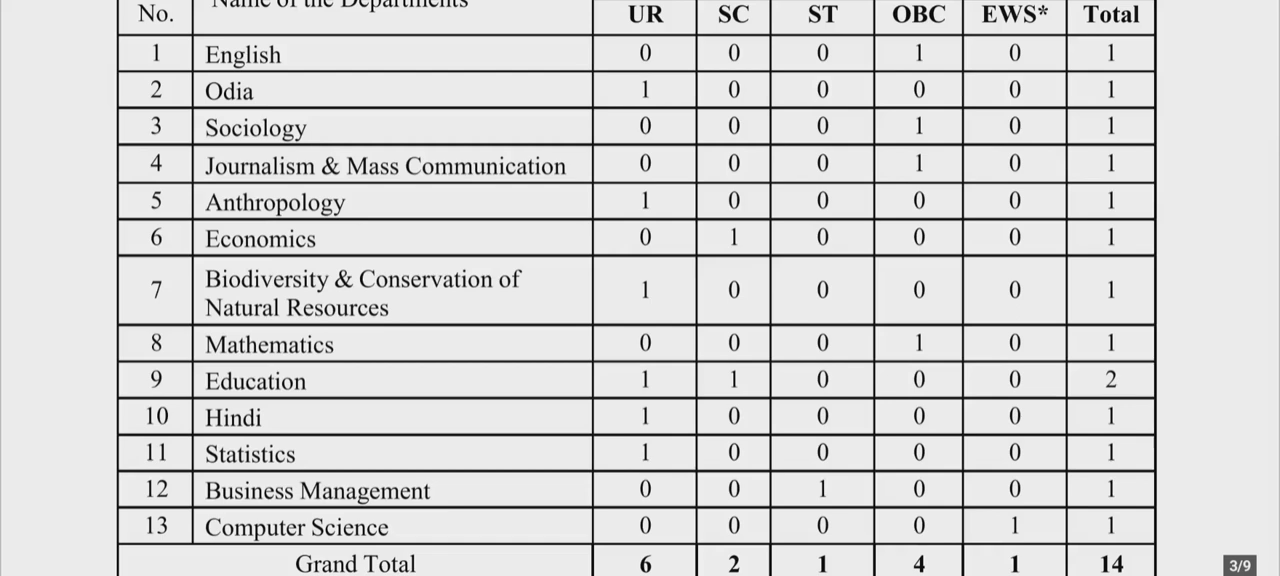 No. Name of the Departments UR SC ST OBC EWS* Total
1 English 0 0 0 1 0 1
2 Odia 1 0 0 0 0 1
3 Sociology 0 0 0 1 0 1
4 Journalism & Mass Communication 0 0 0 1 0 1
5 Anthropology 1 0 0 0 0 1
6 Economics 0 1 0 0 0 1
7 Biodiversity & Conservation of
Natural Resources 1 0 0 0 0 1
8 Mathematics 0 0 0 1 0 1
9 Education 1 1 0 0 0 2
10 Hindi 1 0 0 0 0 1
11 Statistics 1 0 0 0 0 1
12 Business Management 0 0 1 0 0 1
13 Computer Science 0 0 0 0 1 1
Grand Total 6 2 1 4 1 14
3/9